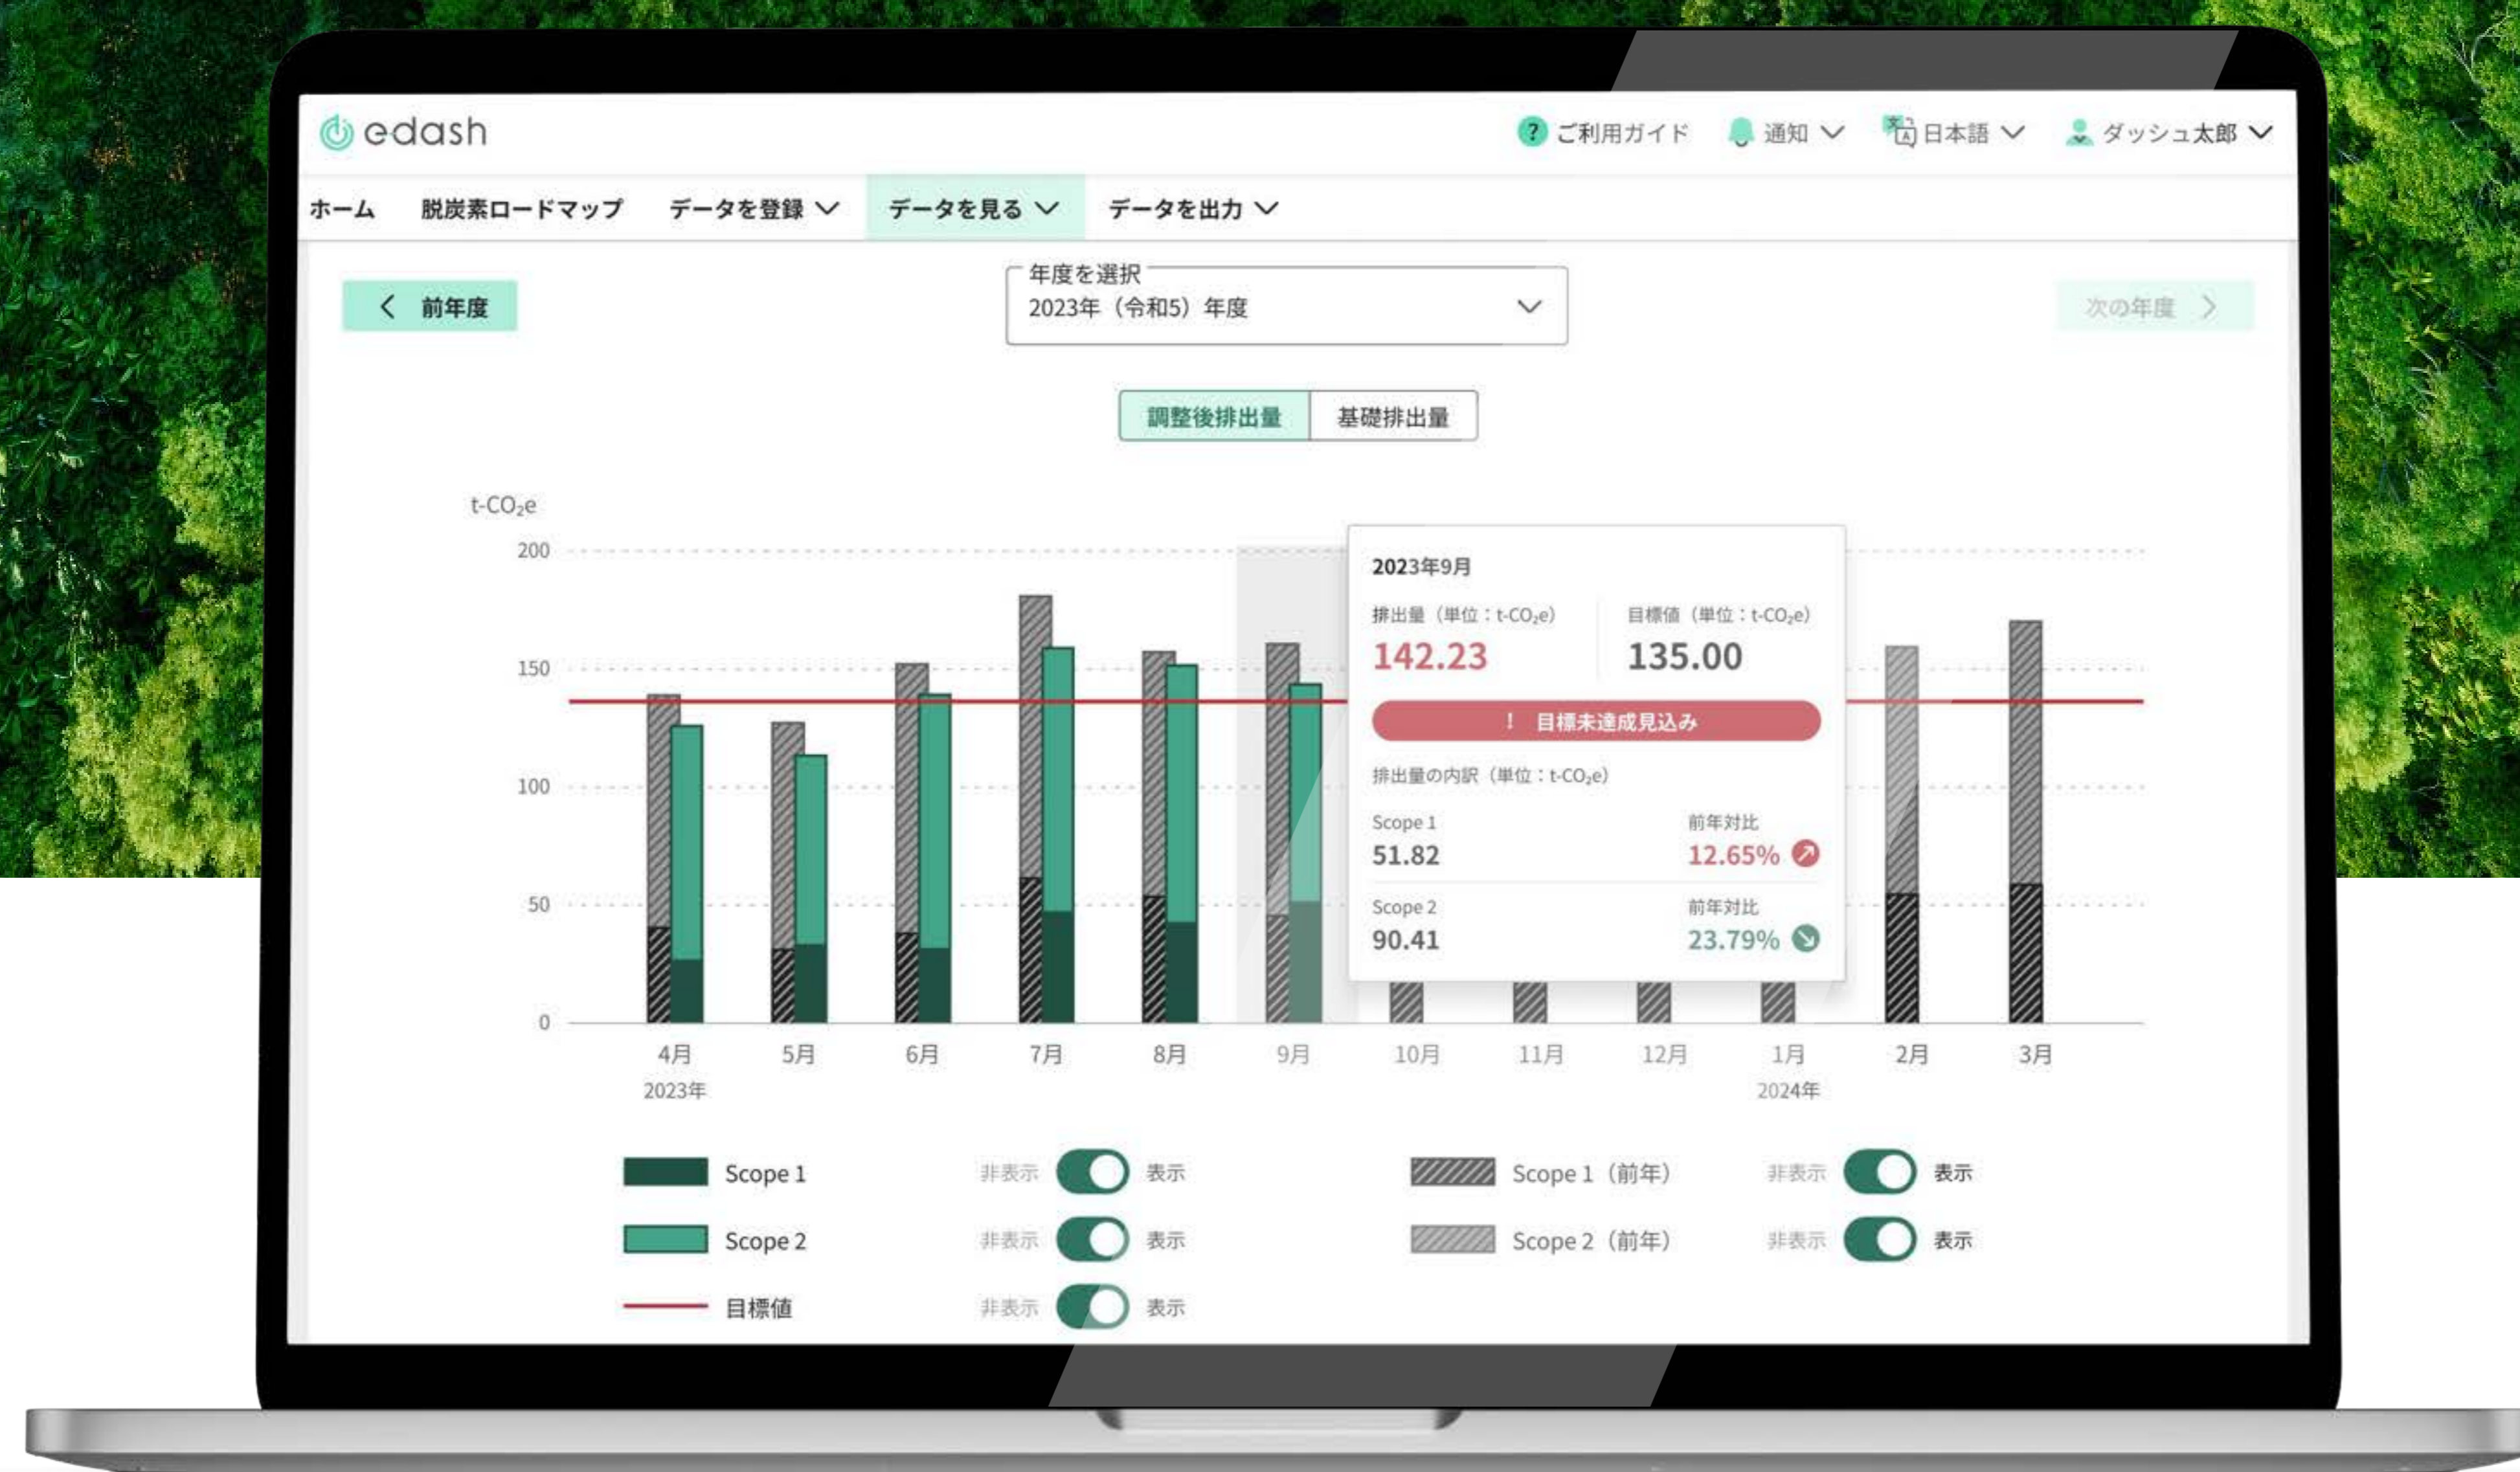 edash
ご利用ガイド 通知 日本語 ダッシュ太郎
ホーム 脱炭素ロードマップ データを登録 データを見る データを出力
前年度
年度を選択
2023年（令和5）年度
次の年度
調整後排出量 基礎排出量
t-CO₂e
200
150
100
50
0
2023年9月
排出量（単位：t-CO₂e） 目標値（単位：t-CO₂e）
142.23 135.00
! 目標未達成見込み
排出量の内訳（単位：t-CO₂e）
Scope 1 前年対比
51.82 12.65%
Scope 2 前年対比
90.41 23.79%
4月 5月 6月 7月 8月 9月 10月 11月 12月 1月 2月 3月
2023年 2024年
Scope 1 非表示 表示 Scope 1（前年） 非表示 表示
Scope 2 非表示 表示 Scope 2（前年） 非表示 表示
目標値 非表示 表示